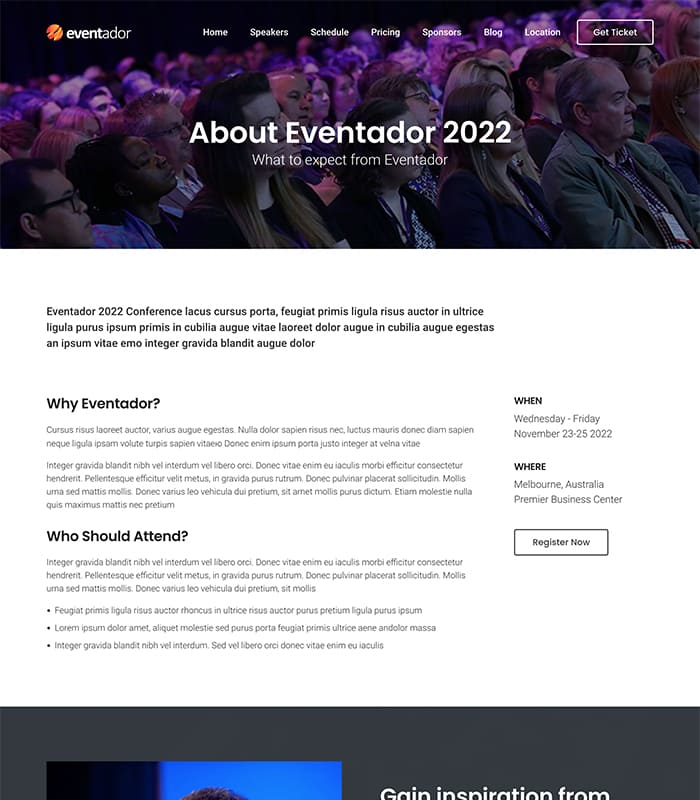 eventador
Home Speakers Schedule Pricing Sponsors Blog Location Get Ticket
About Eventador 2022
What to expect from Eventador
Eventador 2022 Conference lacus cursus porta, feugiat primis ligula risus auctor in ultrice
ligula purus ipsum primis in cubilia augue vitae laoreet dolor augue in cubilia augue egestas
an ipsum vitae emo integer gravida blandit augue dolor
Why Eventador?
Cursus risus laoreet auctor, varius augue egestas. Nulla dolor sapien risus nec, luctus mauris donec diam sapien
neque ligula ipsam volute turpis sapien vitaeю Donec enim ipsum porta justo integer at velna vitae
Integer gravida blandit nibh vel interdum vel libero orci. Donec vitae enim eu iaculis morbi efficitur consectetur
hendrerit. Pellentesque efficitur velit metus, in gravida purus rutrum. Donec pulvinar placerat sollicitudin. Mollis
urna sed mattis mollis. Donec varius leo vehicula dui pretium, sit amet mollis purus dictum. Etiam molestie nulla
quis maximus mattis nec pretium
Who Should Attend?
Integer gravida blandit nibh vel interdum vel libero orci. Donec vitae enim eu iaculis morbi efficitur consectetur
hendrerit. Pellentesque efficitur velit metus, in gravida purus rutrum. Donec pulvinar placerat sollicitudin. Mollis
urna sed mattis mollis. Donec varius leo vehicula dui pretium, sit mollis
• Feugiat primis ligula risus auctor rhoncus in ultrice risus auctor purus pretium ligula purus ipsum
• Lorem ipsum dolor amet, aliquet molestie sed purus porta feugiat primis ultrice aene andolor massa
• Integer gravida blandit nibh vel interdum. Sed vel libero orci donec vitae enim eu iaculis
WHEN
Wednesday - Friday
November 23-25 2022
WHERE
Melbourne, Australia
Premier Business Center
Register Now
Gain inspiration from